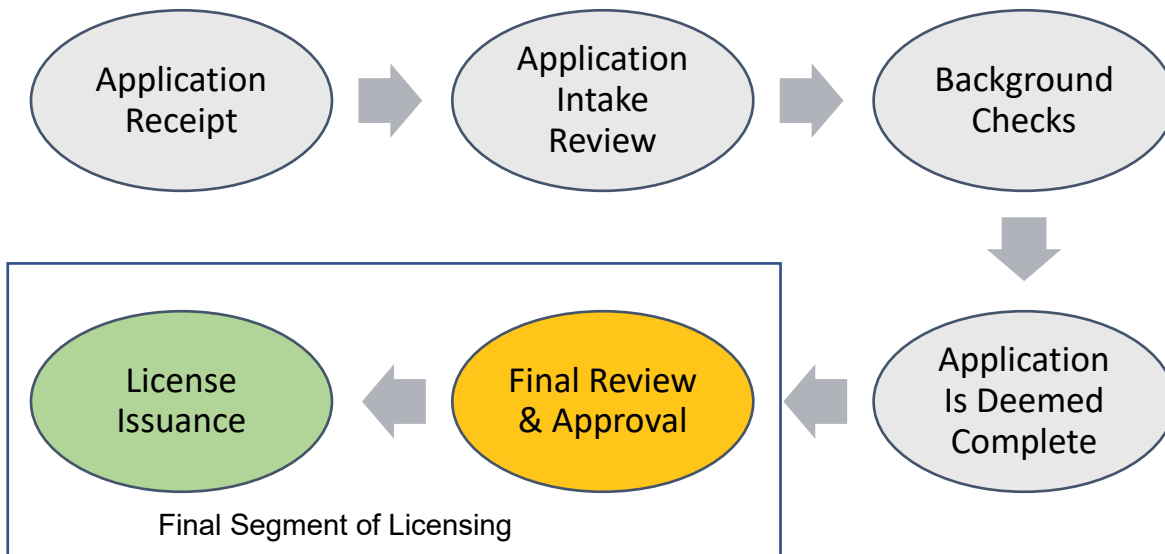 Application
Receipt
Application
Intake
Review
Background
Checks
Application
Is Deemed
Complete
Final Review
& Approval
License
Issuance
Final Segment of Licensing